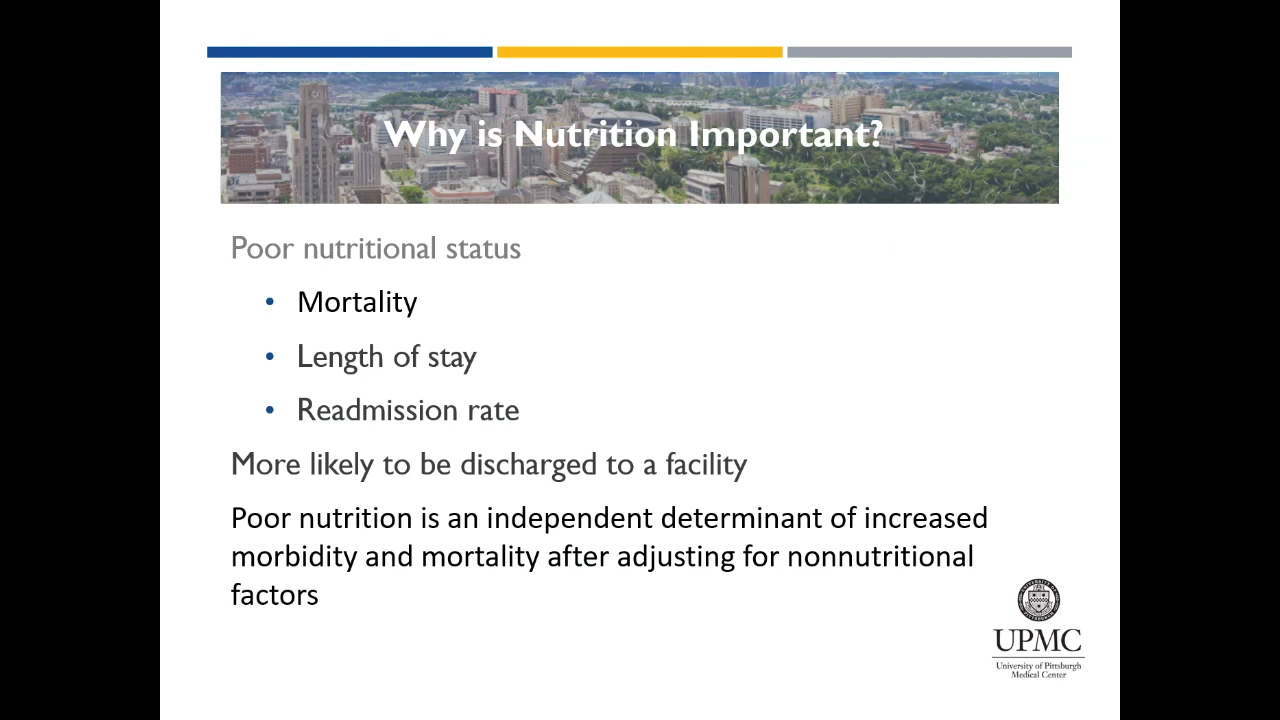 Why is Nutrition Important?
Poor nutritional status
• Mortality
• Length of stay
• Readmission rate
More likely to be discharged to a facility
Poor nutrition is an independent determinant of increased
morbidity and mortality after adjusting for nonnutritional
factors
UPMC
University of Pittsburgh
Medical Center